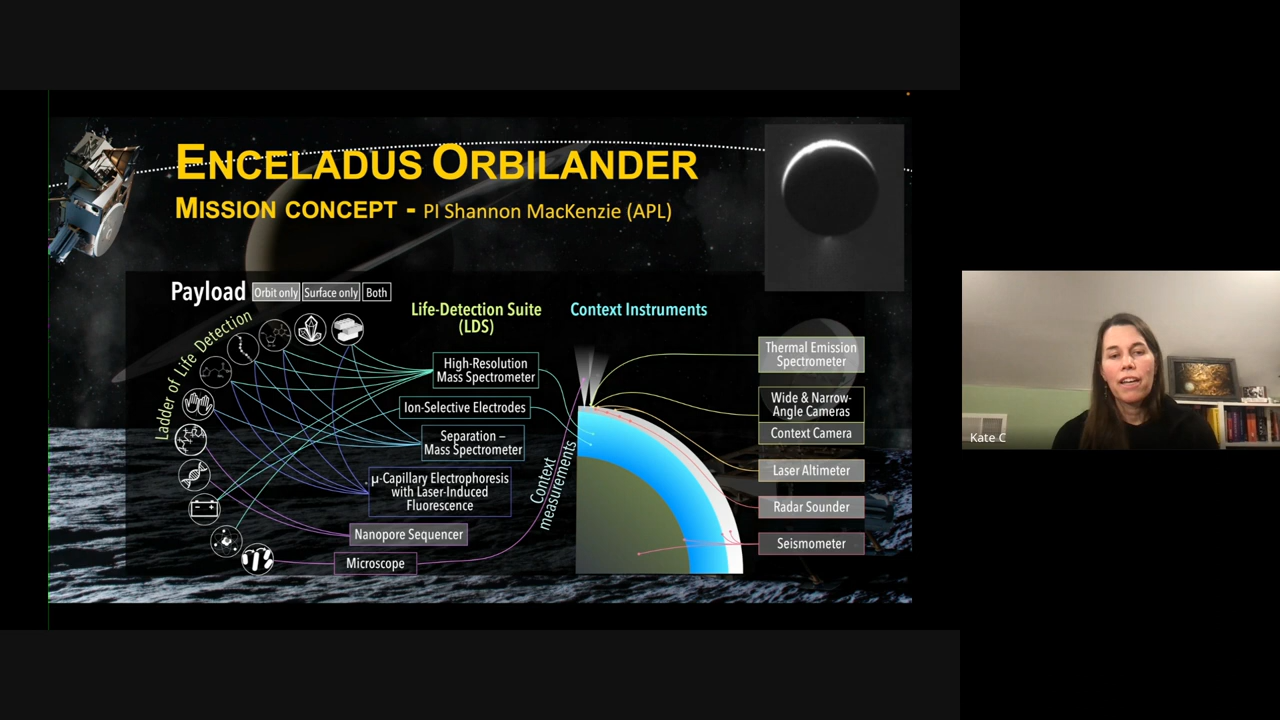 ENCELADUS ORBILANDER
MISSION CONCEPT - PI Shannon MacKenzie (APL)
Payload Orbit only Surface only Both
Ladder of Life Detection
Life-Detection Suite
(LDS)
Context Instruments
High-Resolution
Mass Spectrometer
Ion-Selective Electrodes
Separation –
Mass Spectrometer
µ-Capillary Electrophoresis
with Laser-Induced
Fluorescence
Nanopore Sequencer
Microscope
Context
measurements
Thermal Emission
Spectrometer
Wide & Narrow-
Angle Cameras
Context Camera
Laser Altimeter
Radar Sounder
Seismometer
Kate C